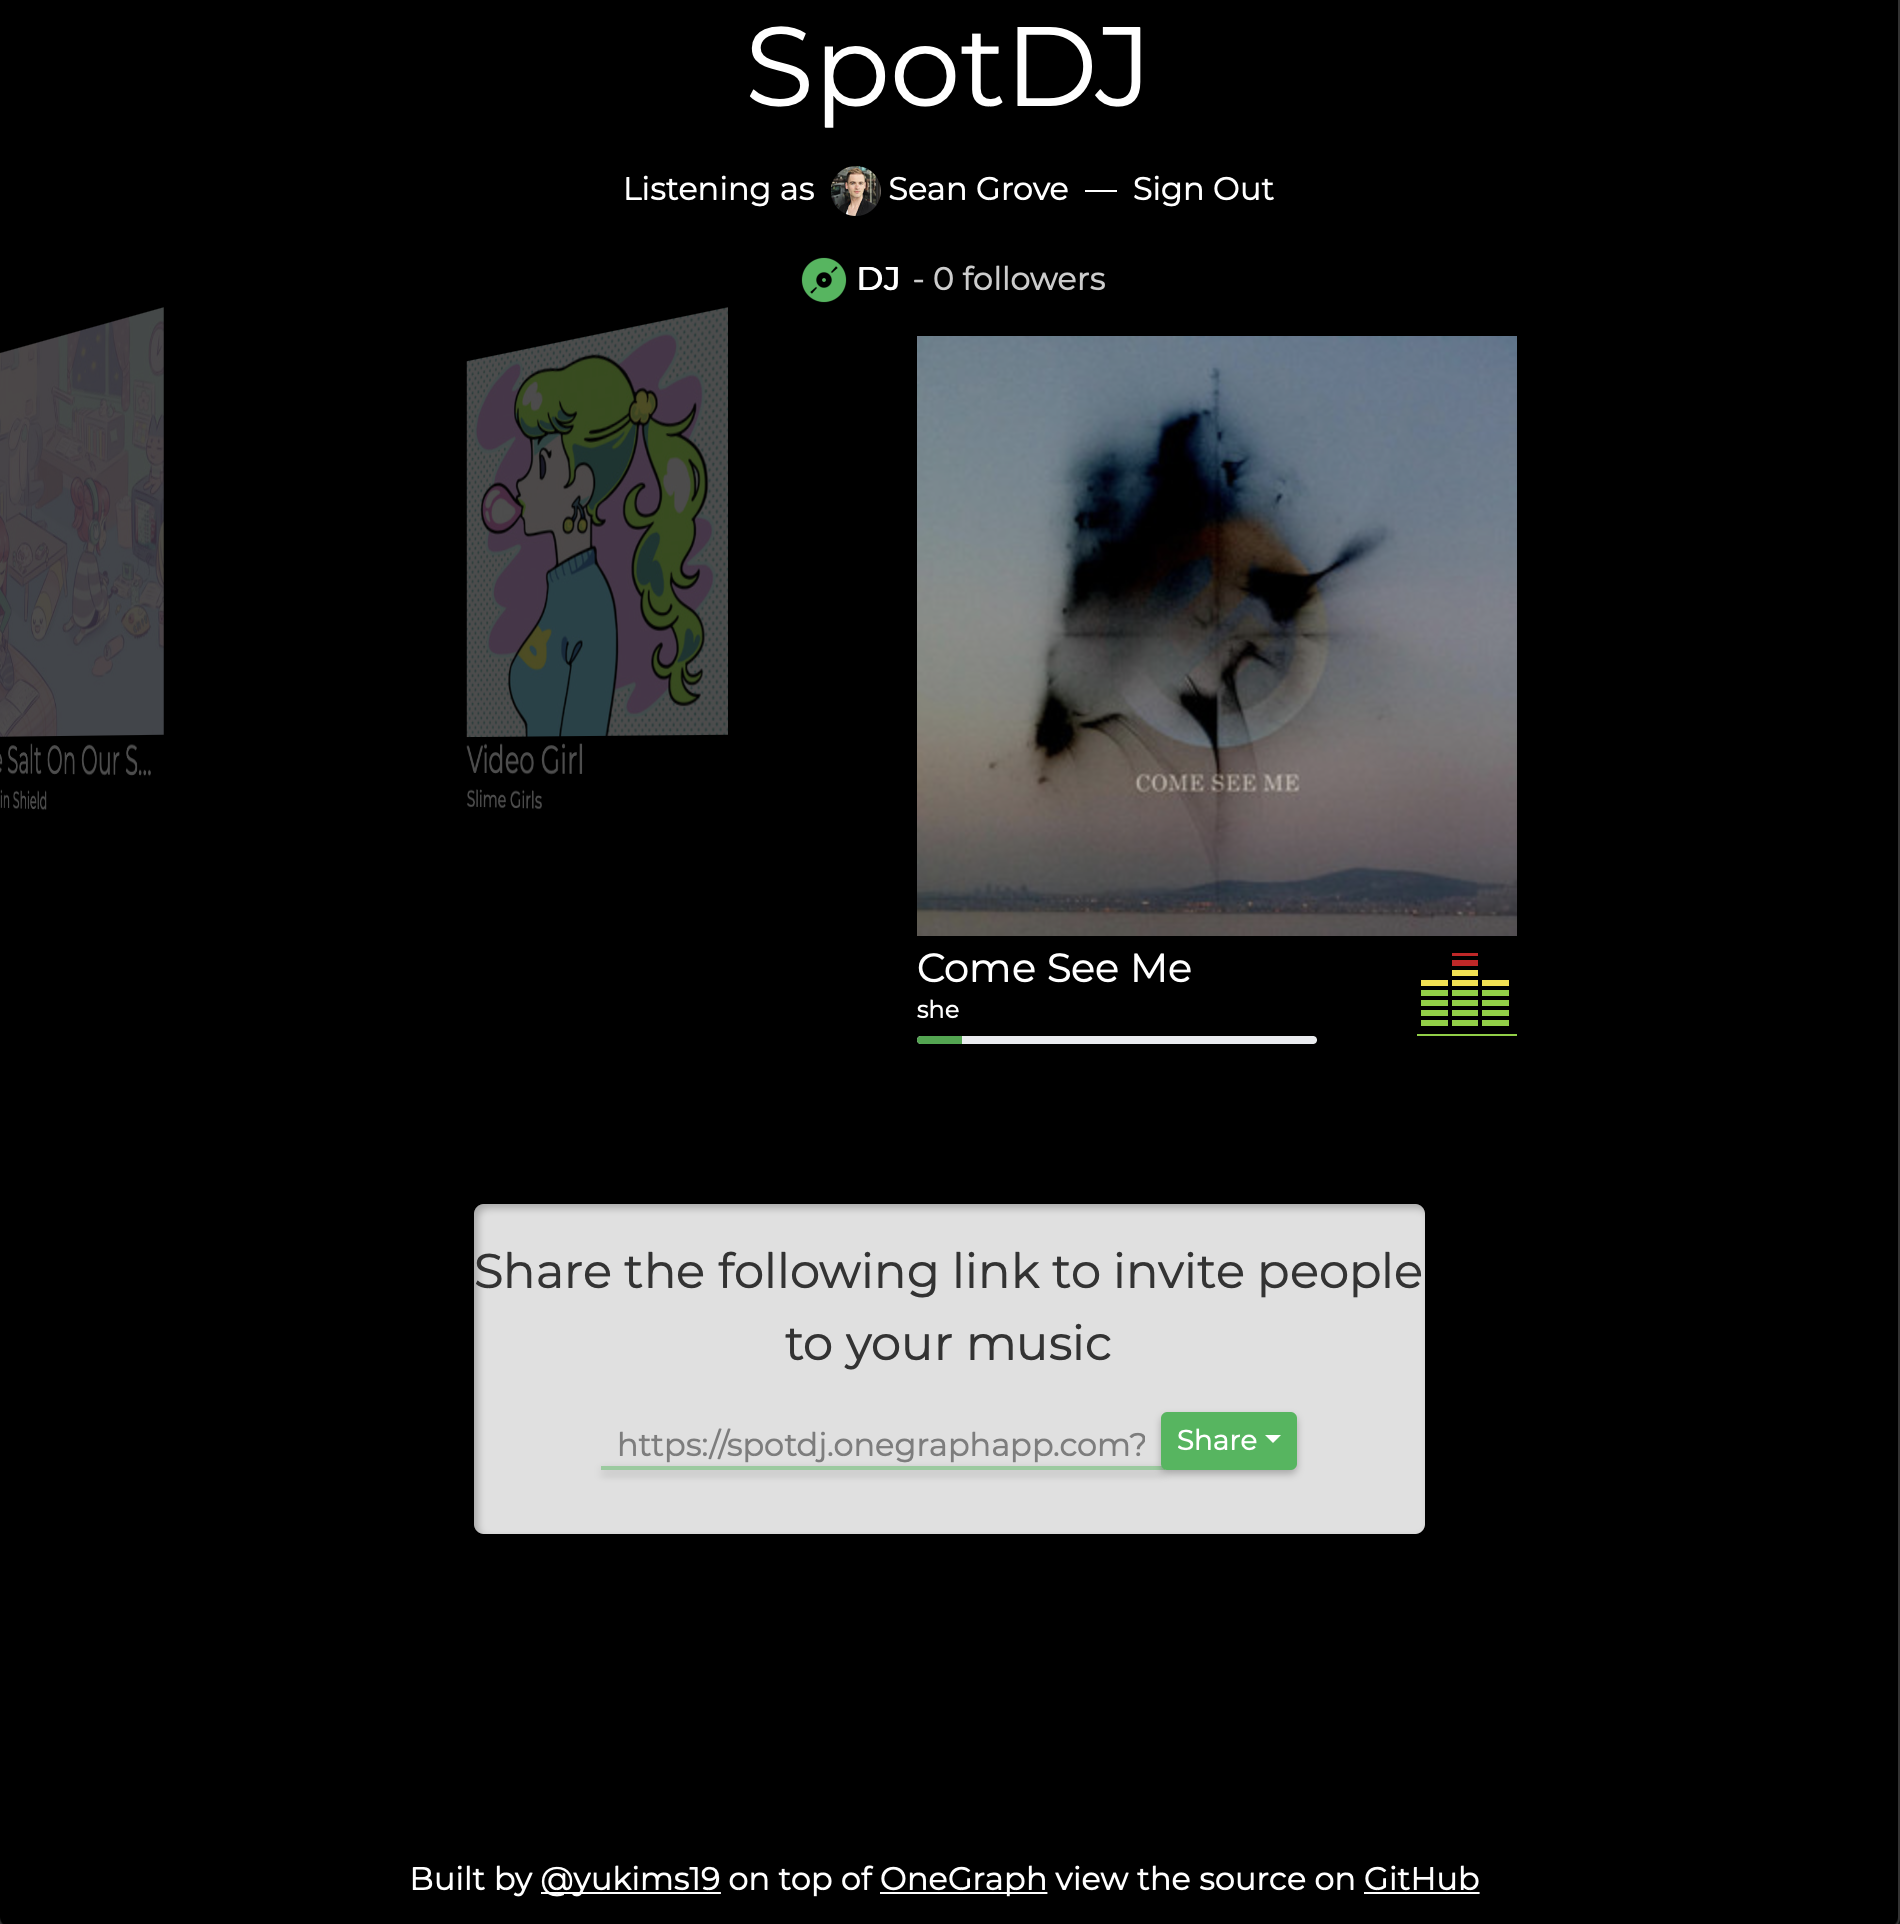 SpotDJ
Listening as Sean Grove — Sign Out
DJ - 0 followers
Salt On Our S...
Shield
Video Girl
Slime Girls
COME SEE ME
Come See Me
she
Share the following link to invite people
to your music
https://spotdj.onegraphapp.com?
Share
Built by @yukims19 on top of OneGraph view the source on GitHub